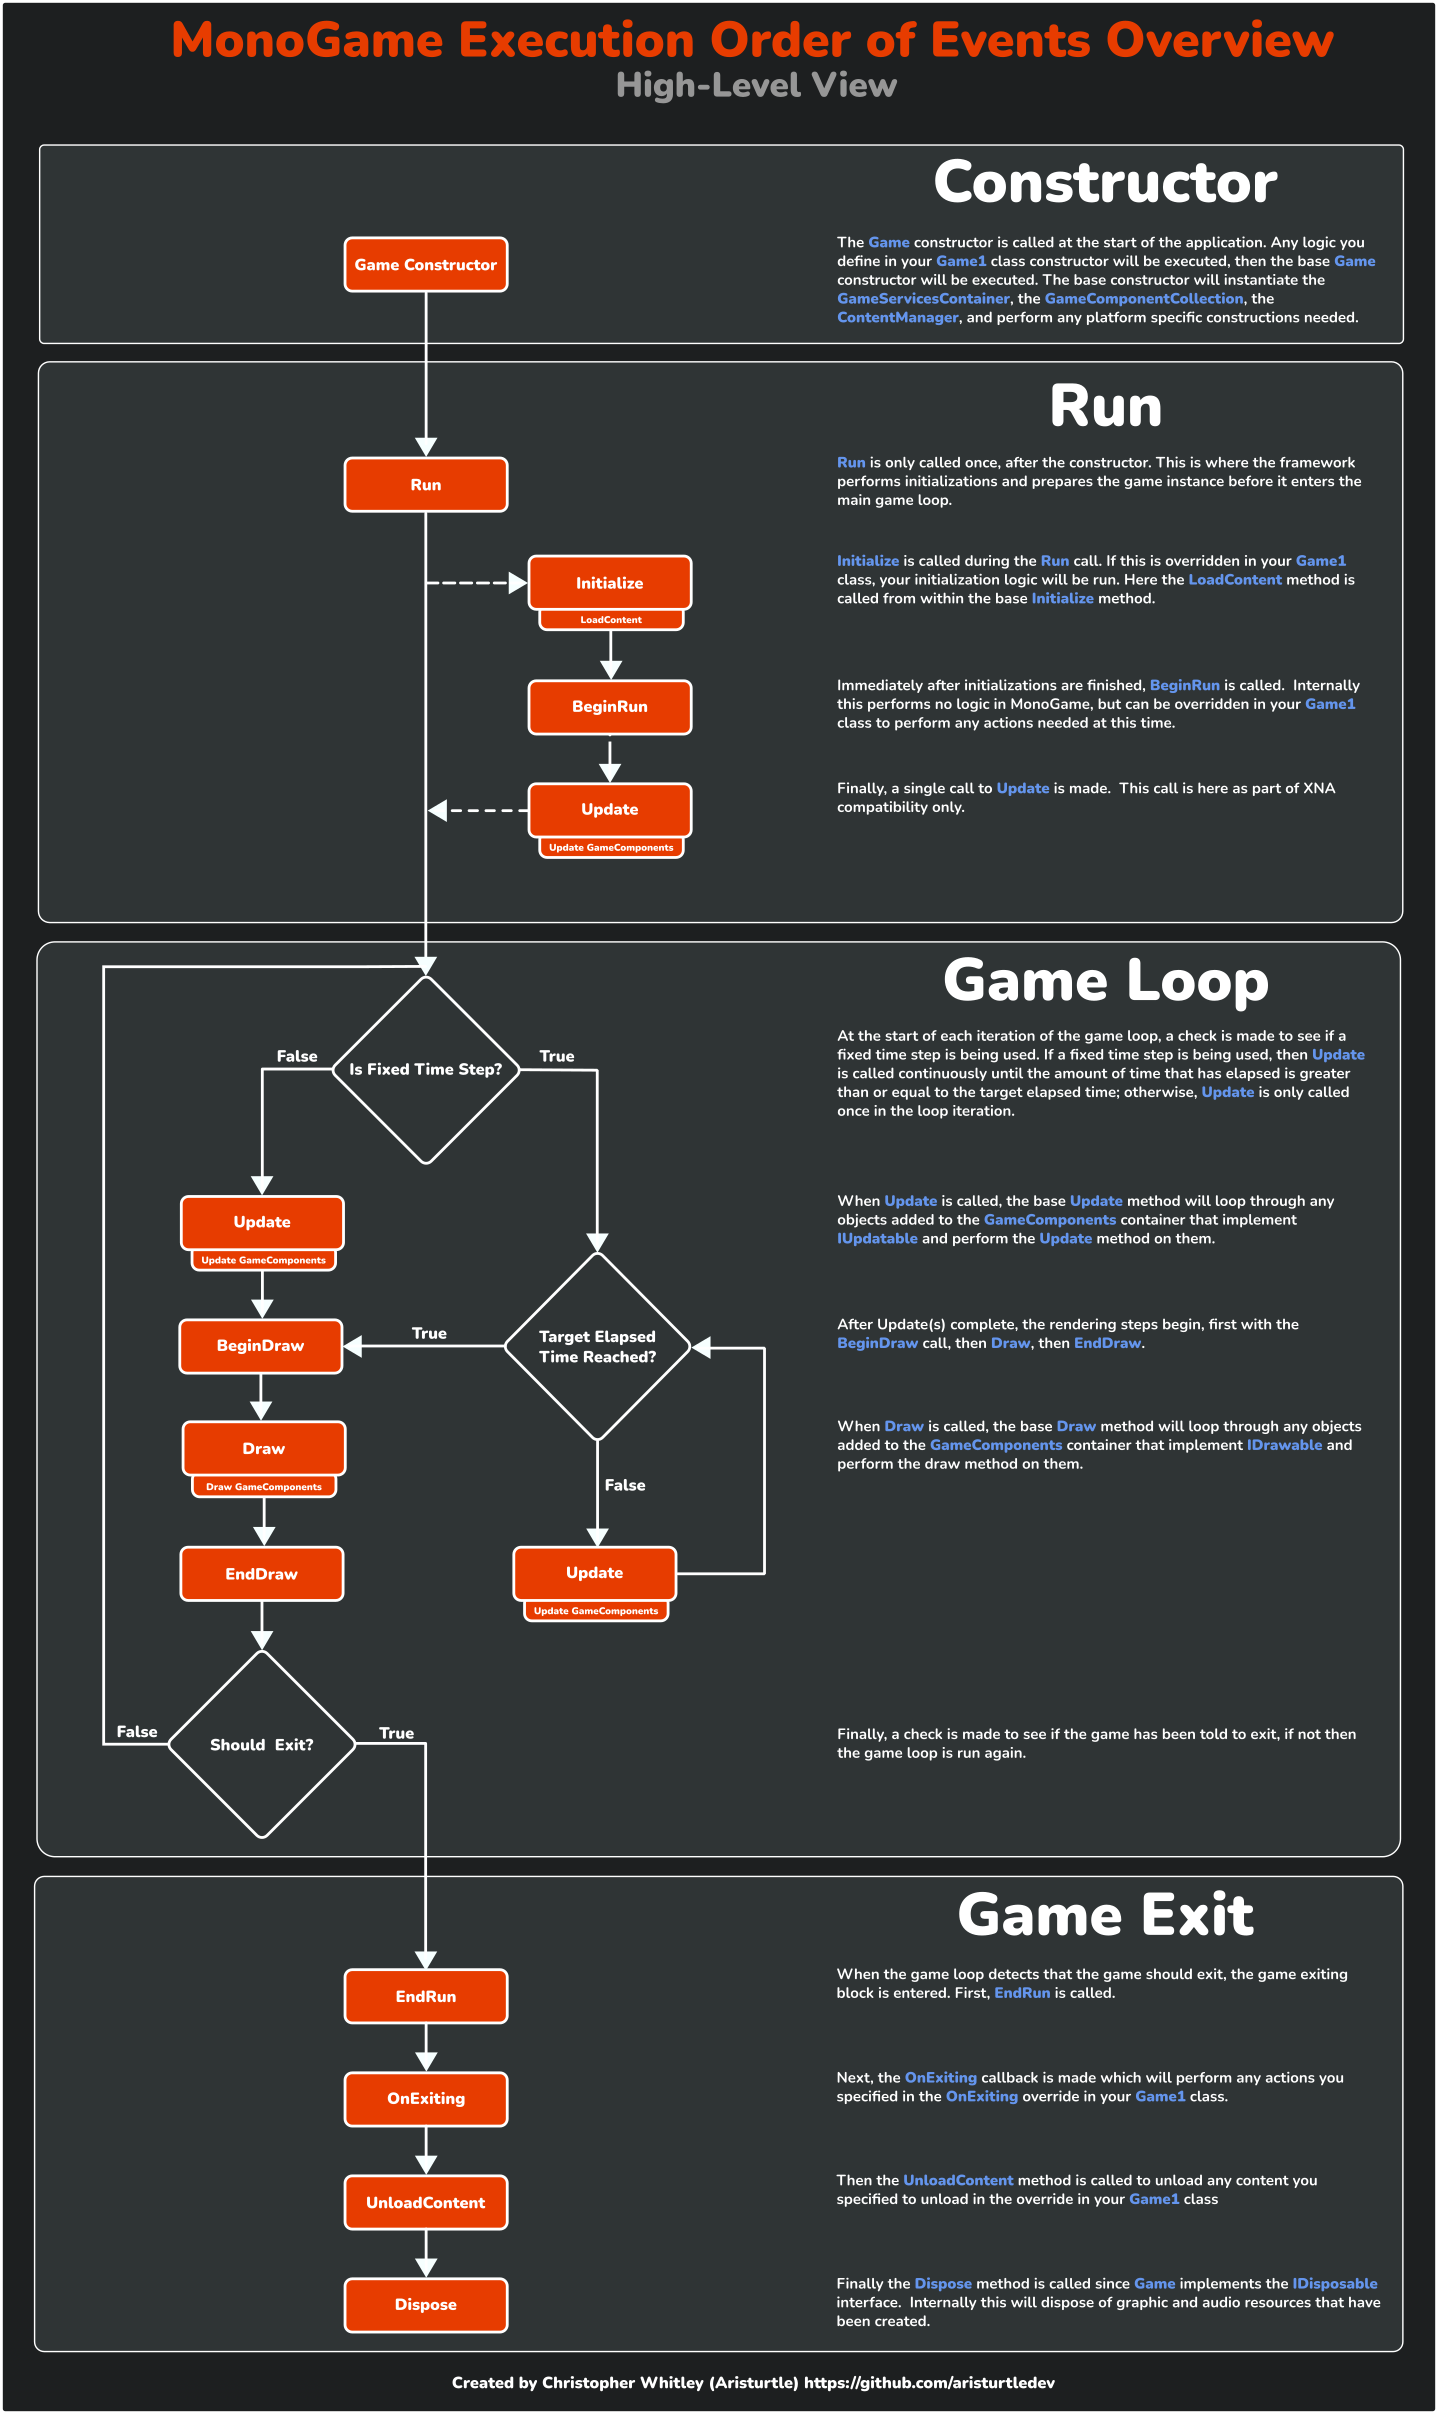 MonoGame Execution Order of Events Overview
High-Level View
Constructor
Game Constructor
The Game constructor is called at the start of the application. Any logic you
define in your Game1 class constructor will be executed, then the base Game
constructor will be executed. The base constructor will instantiate the
GameServicesContainer, the GameComponentCollection, the
ContentManager, and perform any platform specific constructions needed.
Run
Run
Run is only called once, after the constructor. This is where the framework
performs initializations and prepares the game instance before it enters the
main game loop.
Initialize
LoadContent
Initialize is called during the Run call. If this is overridden in your Game1
class, your initialization logic will be run. Here the LoadContent method is
called from within the base Initialize method.
BeginRun
Immediately after initializations are finished, BeginRun is called.  Internally
this performs no logic in MonoGame, but can be overridden in your Game1
class to perform any actions needed at this time.
Update
Update GameComponents
Finally, a single call to Update is made.  This call is here as part of XNA
compatibility only.
Game Loop
Is Fixed Time Step?
False
True
At the start of each iteration of the game loop, a check is made to see if a
fixed time step is being used. If a fixed time step is being used, then Update
is called continuously until the amount of time that has elapsed is greater
than or equal to the target elapsed time; otherwise, Update is only called
once in the loop iteration.
Update
Update GameComponents
When Update is called, the base Update method will loop through any
objects added to the GameComponents container that implement
IUpdatable and perform the Update method on them.
BeginDraw
True
Target Elapsed
Time Reached?
After Update(s) complete, the rendering steps begin, first with the
BeginDraw call, then Draw, then EndDraw.
Draw
Draw GameComponents
False
When Draw is called, the base Draw method will loop through any objects
added to the GameComponents container that implement IDrawable and
perform the draw method on them.
EndDraw
Update
Update GameComponents
False
Should  Exit?
True
Finally, a check is made to see if the game has been told to exit, if not then
the game loop is run again.
Game Exit
EndRun
When the game loop detects that the game should exit, the game exiting
block is entered. First, EndRun is called.
OnExiting
Next, the OnExiting callback is made which will perform any actions you
specified in the OnExiting override in your Game1 class.
UnloadContent
Then the UnloadContent method is called to unload any content you
specified to unload in the override in your Game1 class
Dispose
Finally the Dispose method is called since Game implements the IDisposable
interface.  Internally this will dispose of graphic and audio resources that have
been created.
Created by Christopher Whitley (Aristurtle) https://github.com/aristurtledev